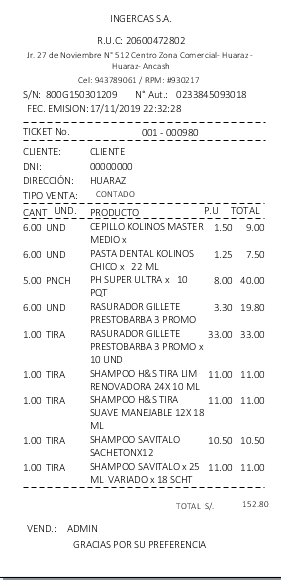 INGERCAS S.A.
R.U.C: 20600472802
Jr. 27 de Noviembre N° 512 Centro Zona Comercial- Huaraz -
Huaraz- Ancash
Cel: 943789061 / RPM: #930217
S/N: 800G150301209 N° Aut.: 0233845093018
FEC. EMISION:17/11/2019 22:32:28
TICKET No. 001 - 000980
CLIENTE: CLIENTE
DNI: 00000000
DIRECCIÓN: HUARAZ
TIPO VENTA: CONTADO
CANT UND. PRODUCTO P.U TOTAL
6.00 UND CEPILLO KOLINOS MASTER 1.50 9.00
MEDIO x
6.00 UND PASTA DENTAL KOLINOS 1.25 7.50
CHICO x 22 ML
5.00 PNCH PH SUPER ULTRA x 10 8.00 40.00
PQT
6.00 UND RASURADOR GILLETE 3.30 19.80
PRESTOBARBA 3 PROMO
1.00 TIRA RASURADOR GILLETE 33.00 33.00
PRESTOBARBA 3 PROMO x
10 UND
1.00 TIRA SHAMPOO H&S TIRA LIM 11.00 11.00
RENOVADORA 24X10 ML
1.00 TIRA SHAMPOO H&S TIRA 11.00 11.00
SUAVE MANEJABLE 12X18
ML
1.00 TIRA SHAMPOO SAVITALO 10.50 10.50
SACHETONX12
1.00 TIRA SHAMPOO SAVITALO x 25 11.00 11.00
ML VARIADO x 18 SCHT
TOTAL S/. 152.80
VEND.: ADMIN
GRACIAS POR SU PREFERENCIA